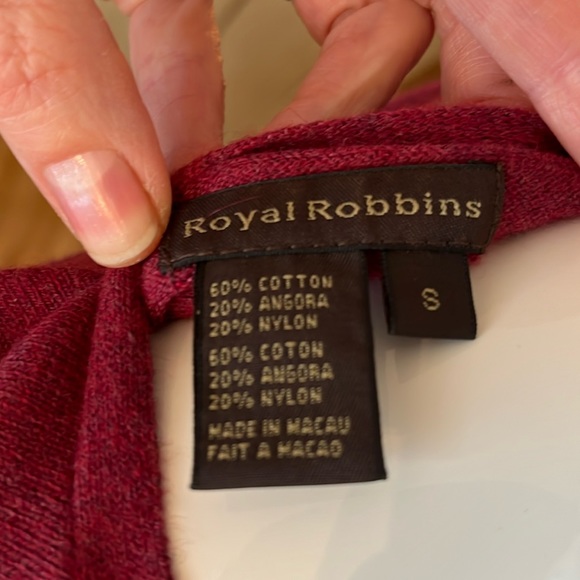 Royal Robbins
60% COTTON
20% ANGORA
20% NYLON
60% COTON
20% ANGORA
20% NYLON
MADE IN MACAU
FAIT A MACAO
S